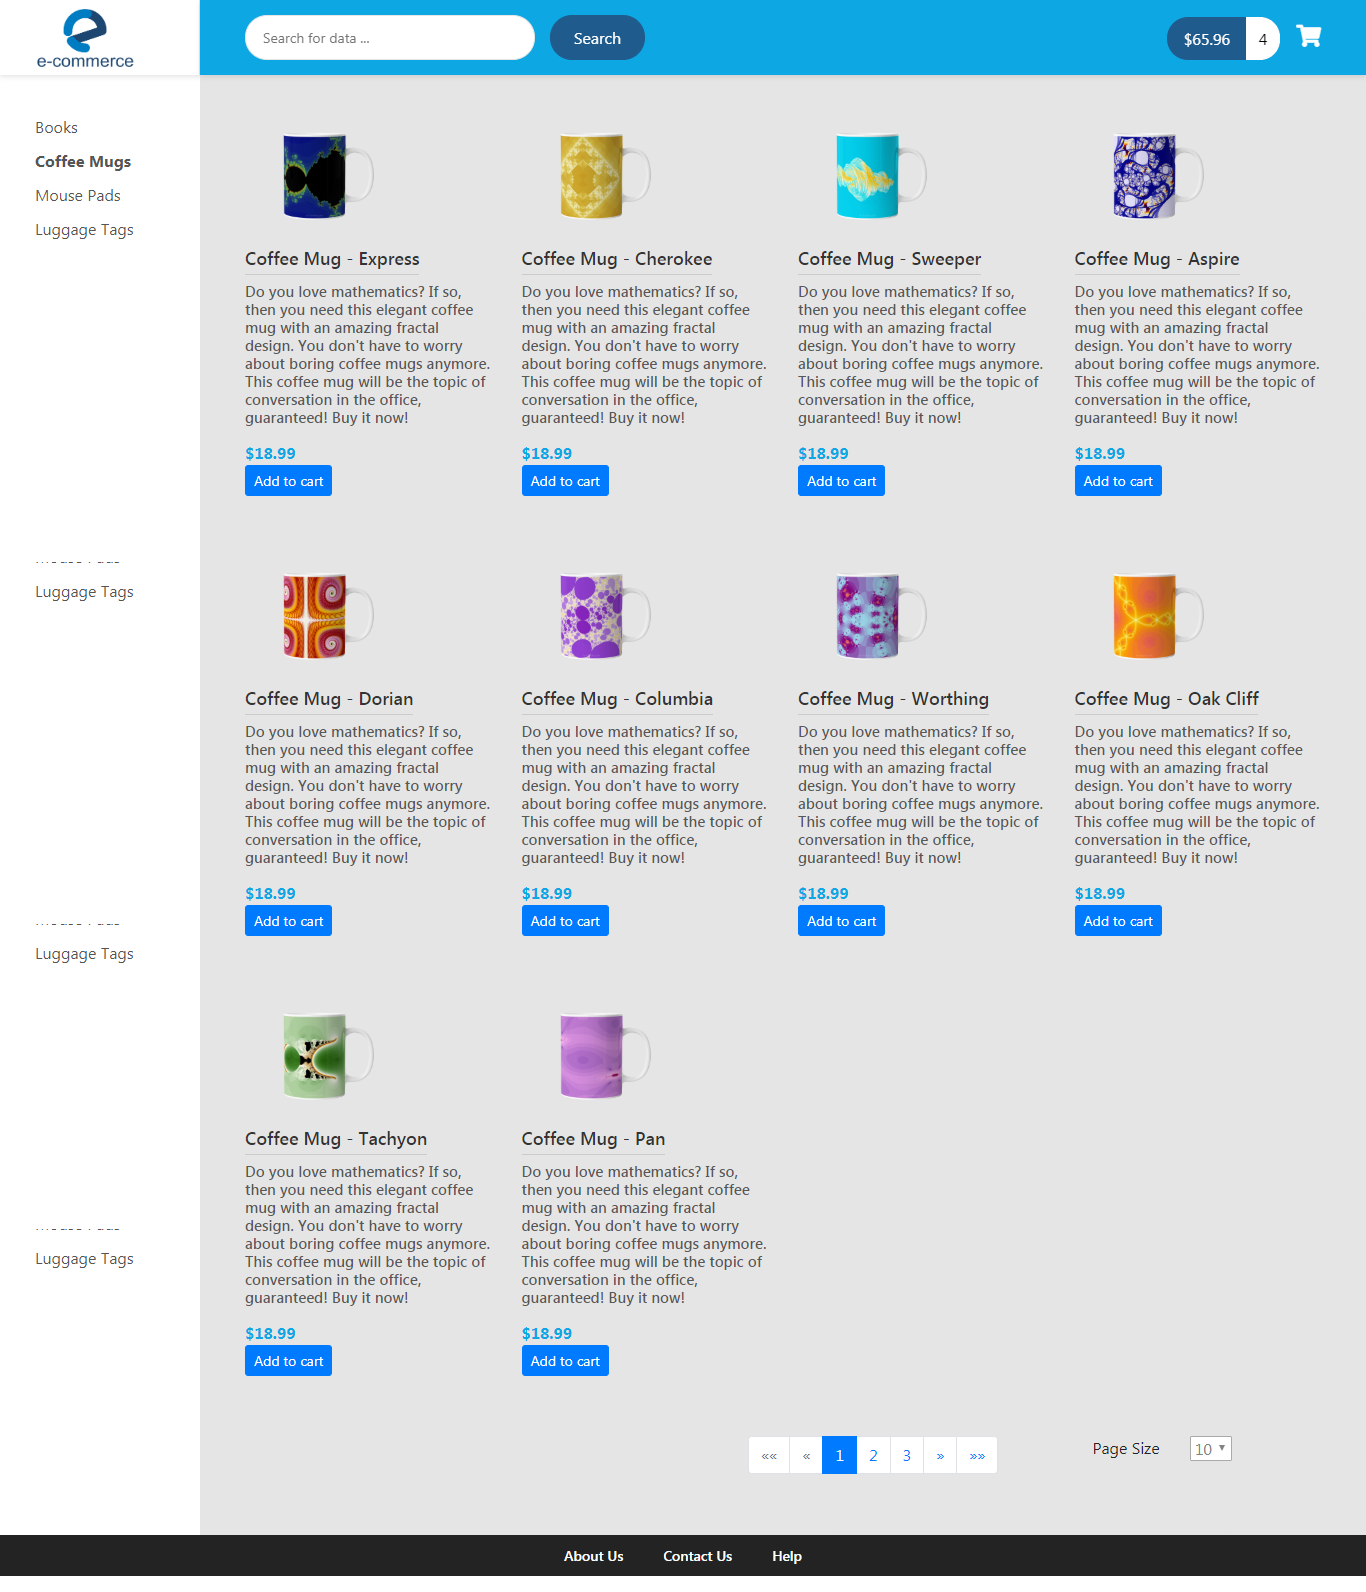 e-commerce
Search for data ...
Search
$65.96 4
Books
Coffee Mugs
Mouse Pads
Luggage Tags
Coffee Mug - Express
Do you love mathematics? If so,
then you need this elegant coffee
mug with an amazing fractal
design. You don't have to worry
about boring coffee mugs anymore.
This coffee mug will be the topic of
conversation in the office,
guaranteed! Buy it now!
$18.99
Add to cart
Coffee Mug - Cherokee
Do you love mathematics? If so,
then you need this elegant coffee
mug with an amazing fractal
design. You don't have to worry
about boring coffee mugs anymore.
This coffee mug will be the topic of
conversation in the office,
guaranteed! Buy it now!
$18.99
Add to cart
Coffee Mug - Sweeper
Do you love mathematics? If so,
then you need this elegant coffee
mug with an amazing fractal
design. You don't have to worry
about boring coffee mugs anymore.
This coffee mug will be the topic of
conversation in the office,
guaranteed! Buy it now!
$18.99
Add to cart
Coffee Mug - Aspire
Do you love mathematics? If so,
then you need this elegant coffee
mug with an amazing fractal
design. You don't have to worry
about boring coffee mugs anymore.
This coffee mug will be the topic of
conversation in the office,
guaranteed! Buy it now!
$18.99
Add to cart
Luggage Tags
Coffee Mug - Dorian
Do you love mathematics? If so,
then you need this elegant coffee
mug with an amazing fractal
design. You don't have to worry
about boring coffee mugs anymore.
This coffee mug will be the topic of
conversation in the office,
guaranteed! Buy it now!
$18.99
Add to cart
Coffee Mug - Columbia
Do you love mathematics? If so,
then you need this elegant coffee
mug with an amazing fractal
design. You don't have to worry
about boring coffee mugs anymore.
This coffee mug will be the topic of
conversation in the office,
guaranteed! Buy it now!
$18.99
Add to cart
Coffee Mug - Worthing
Do you love mathematics? If so,
then you need this elegant coffee
mug with an amazing fractal
design. You don't have to worry
about boring coffee mugs anymore.
This coffee mug will be the topic of
conversation in the office,
guaranteed! Buy it now!
$18.99
Add to cart
Coffee Mug - Oak Cliff
Do you love mathematics? If so,
then you need this elegant coffee
mug with an amazing fractal
design. You don't have to worry
about boring coffee mugs anymore.
This coffee mug will be the topic of
conversation in the office,
guaranteed! Buy it now!
$18.99
Add to cart
Luggage Tags
Coffee Mug - Tachyon
Do you love mathematics? If so,
then you need this elegant coffee
mug with an amazing fractal
design. You don't have to worry
about boring coffee mugs anymore.
This coffee mug will be the topic of
conversation in the office,
guaranteed! Buy it now!
$18.99
Add to cart
Coffee Mug - Pan
Do you love mathematics? If so,
then you need this elegant coffee
mug with an amazing fractal
design. You don't have to worry
about boring coffee mugs anymore.
This coffee mug will be the topic of
conversation in the office,
guaranteed! Buy it now!
$18.99
Add to cart
Luggage Tags
«« « 1 2 3 » »»
Page Size 10
About Us Contact Us Help